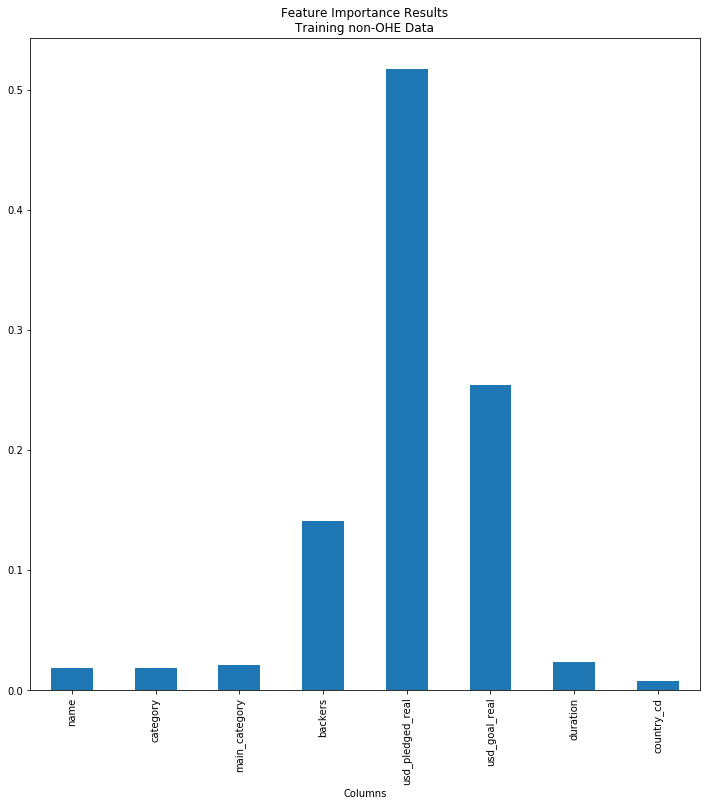 Feature Importance Results
Training non-OHE Data
0.5
0.4
0.3
0.2
0.1
0.0
name
category
main_category
backers
usd_pledged_real
usd_goal_real
duration
country_cd
Columns